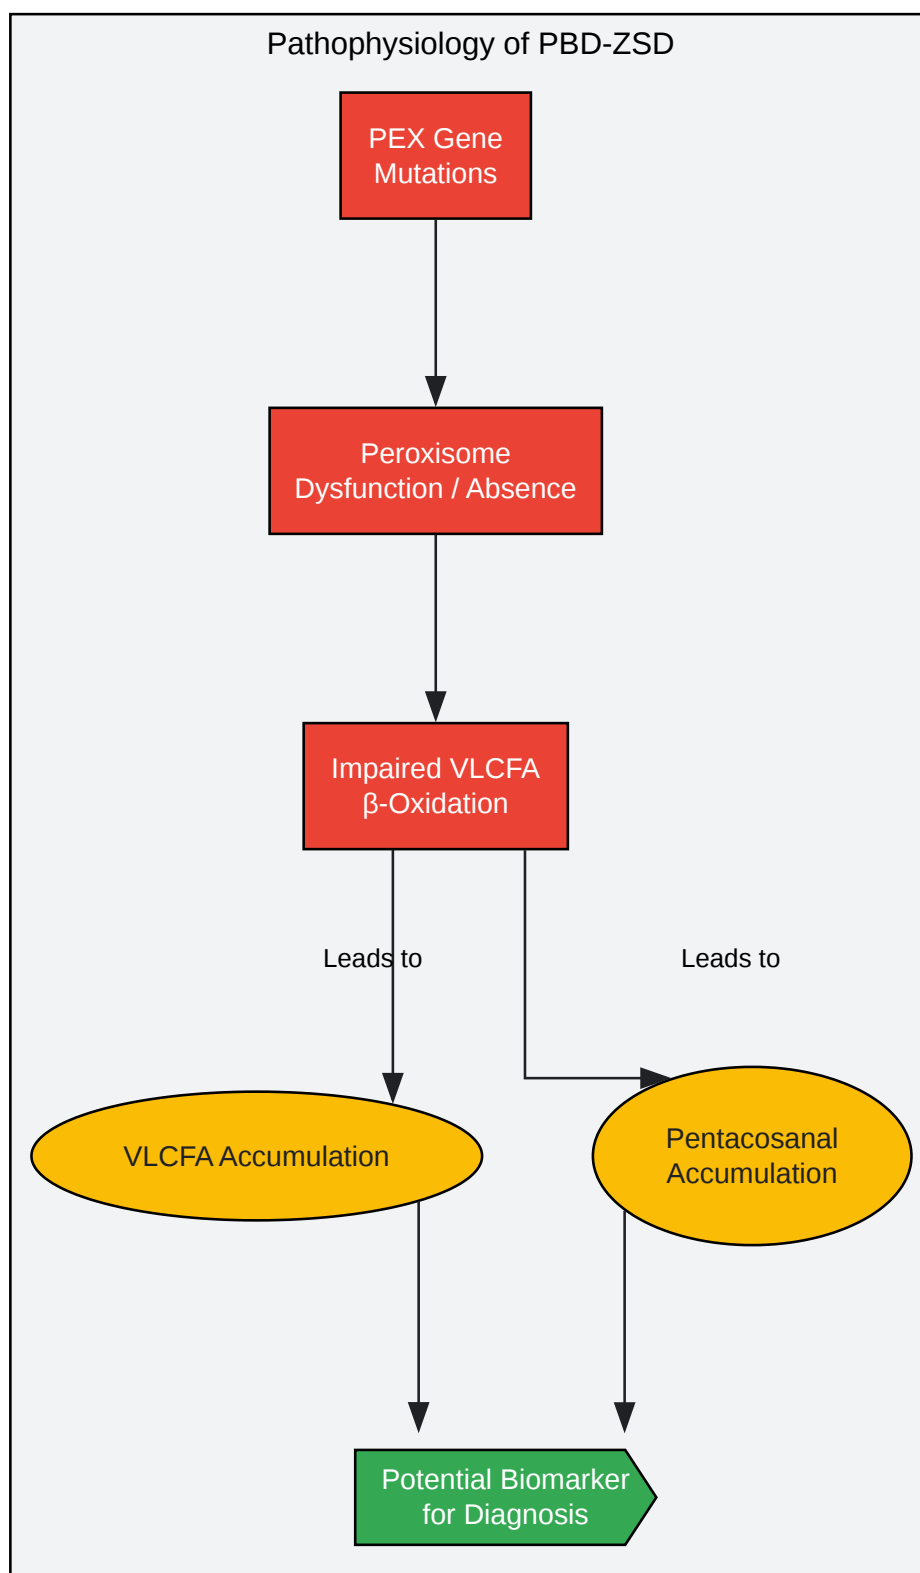 Pathophysiology of PBD-ZSD
PEX Gene
Mutations
Peroxisome
Dysfunction / Absence
Impaired VLCFA
β-Oxidation
Leads to
Leads to
VLCFA Accumulation
Pentacosanal
Accumulation
Potential Biomarker
for Diagnosis